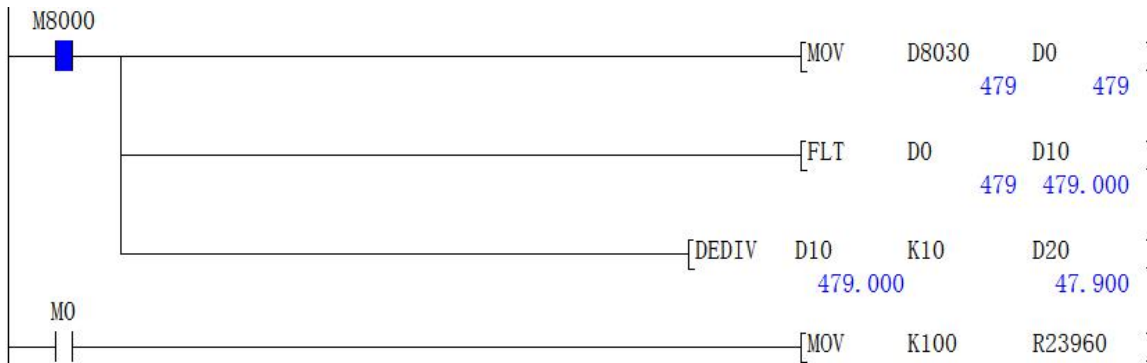 M8000
[MOV D8030 D0 ]
479 479
[FLT D0 D10 ]
479 479.000
[DEDIV D10 K10 D20 ]
479.000 47.900
M0
[MOV K100 R23960 ]